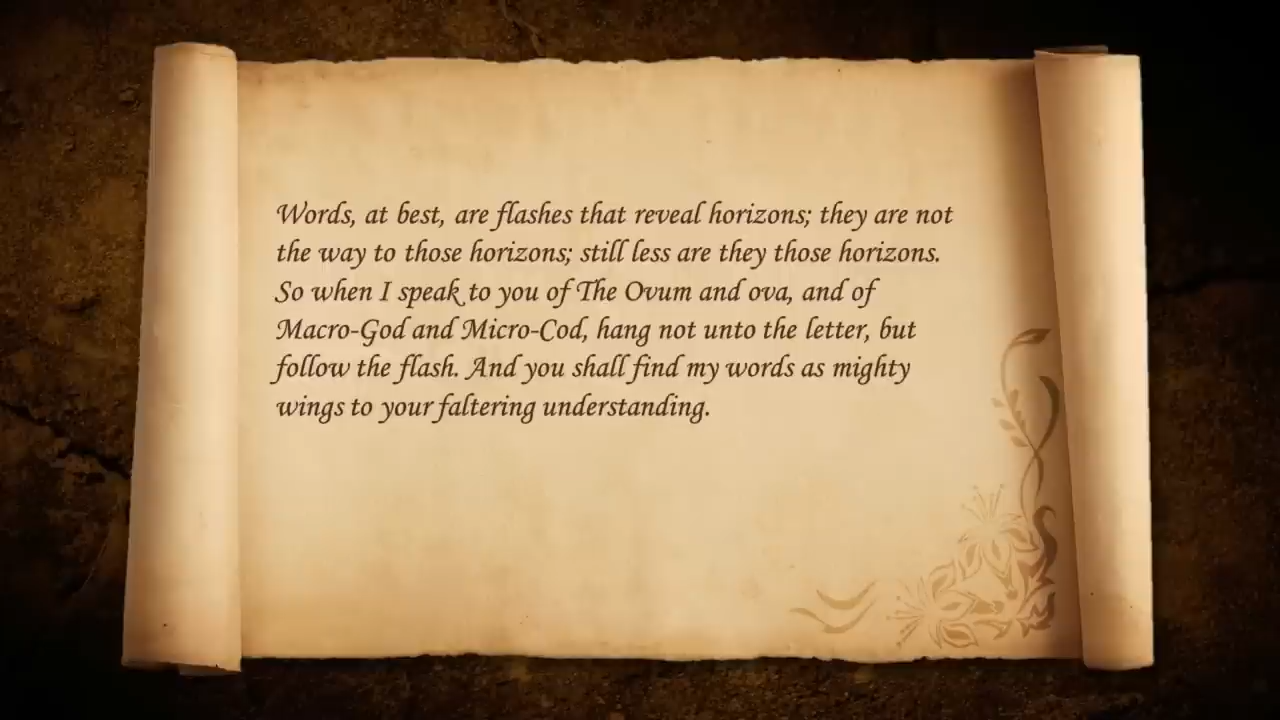 Words, at best, are flashes that reveal horizons; they are not
the way to those horizons; still less are they those horizons.
So when I speak to you of The Ovum and ova, and of
Macro-God and Micro-Cod, hang not unto the letter, but
follow the flash. And you shall find my words as mighty
wings to your faltering understanding.